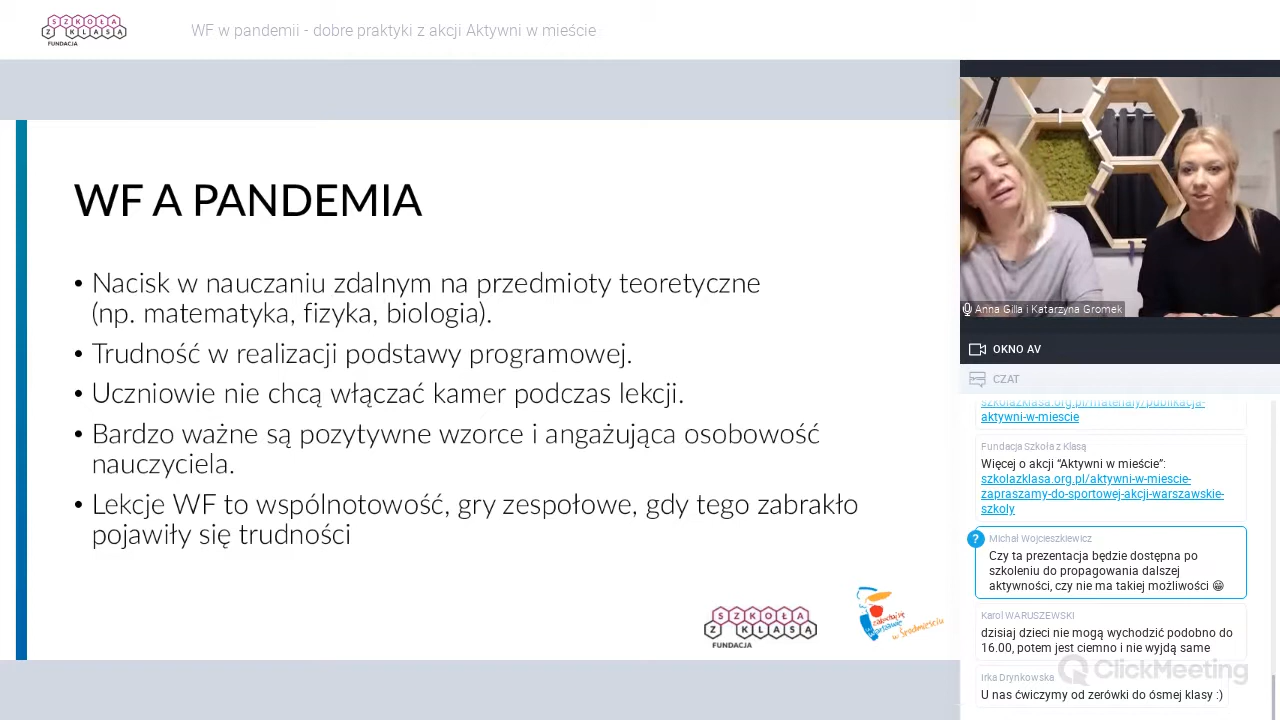 SZKOŁA
Z KLASĄ
FUNDACJA
WF w pandemii - dobre praktyki z akcji Aktywni w mieście
WF A PANDEMIA
• Nacisk w nauczaniu zdalnym na przedmioty teoretyczne
(np. matematyka, fizyka, biologia).
• Trudność w realizacji podstawy programowej.
• Uczniowie nie chcą włączać kamer podczas lekcji.
• Bardzo ważne są pozytywne wzorce i angażująca osobowość
nauczyciela.
• Lekcje WF to wspólnotowość, gry zespołowe, gdy tego zabrakło
pojawiły się trudności
SZKOŁA
Z KLASĄ
FUNDACJA
zakochaj się
w Warszawie
w Śródmieściu
Anna Gilla i Katarzyna Gromek
OKNO AV
CZAT
szkolazklasa.org.pl/materialy/publikacja-
aktywni-w-miescie
Fundacja Szkoła z Klasą
Więcej o akcji “Aktywni w mieście”:
szkolazklasa.org.pl/aktywni-w-miescie-
zapraszamy-do-sportowej-akcji-warszawskie-
szkoly
?
Michał Wojcieszkiewicz
Czy ta prezentacja będzie dostępna po
szkoleniu do propagowania dalszej
aktywności, czy nie ma takiej możliwości 😁
Karol WARUSZEWSKI
dzisiaj dzieci nie mogą wychodzić podobno do
16.00, potem jest ciemno i nie wyjdą same
ClickMeeting
Irka Drynkowska
U nas ćwiczymy od zerówki do ósmej klasy :)